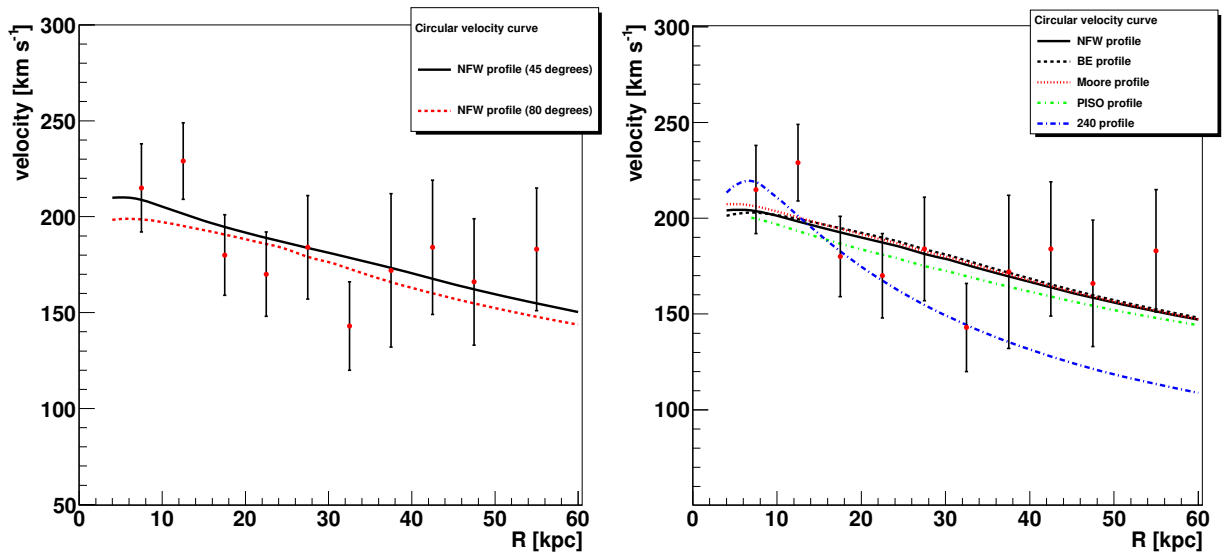 300
250
200
150
100
50
velocity [km s-1]
0
10
20
30
40
50
60
R [kpc]
Circular velocity curve
NFW profile (45 degrees)
NFW profile (80 degrees)
300
250
200
150
100
velocity [km s-1]
0
10
20
30
40
50
60
R [kpc]
Circular velocity curve
NFW profile
BE profile
Moore profile
PISO profile
240 profile